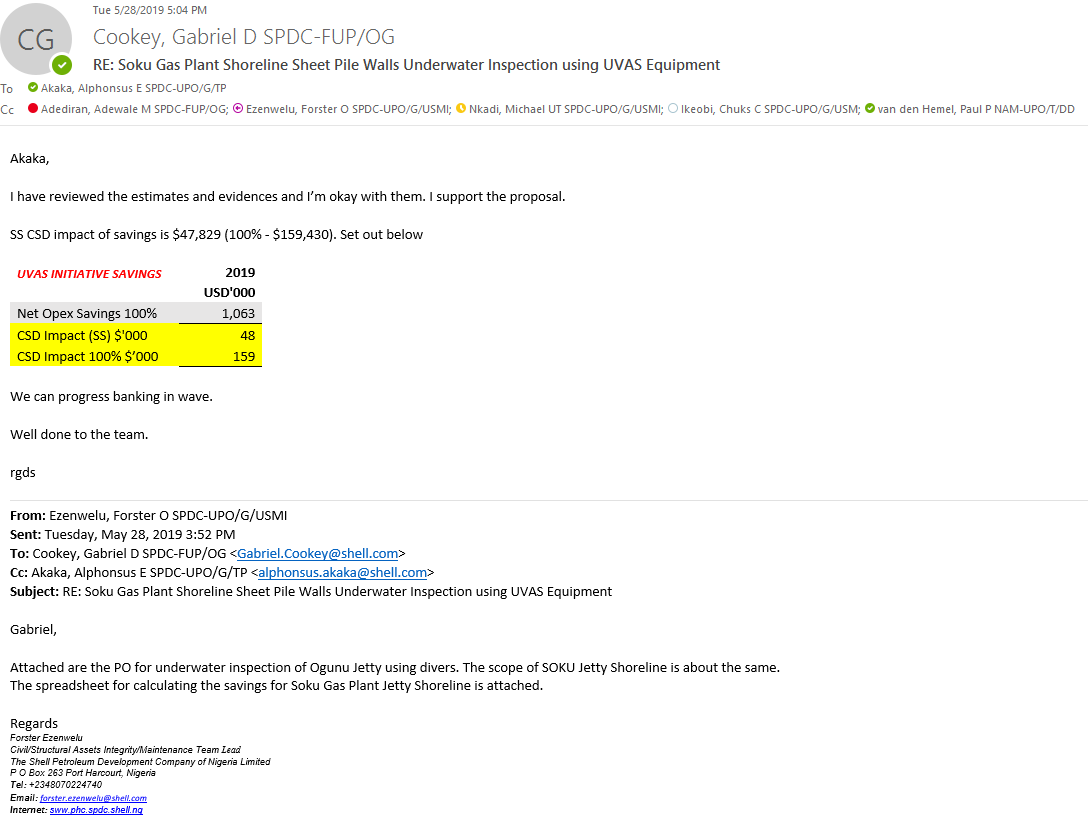 Tue 5/28/2019 5:04 PM
CG
Cookey, Gabriel D SPDC-FUP/OG
RE: Soku Gas Plant Shoreline Sheet Pile Walls Underwater Inspection using UVAS Equipment
To Akaka, Alphonsus E SPDC-UPO/G/TP
Cc Adediran, Adewale M SPDC-FUP/OG; Ezenwelu, Forster O SPDC-UPO/G/USMI; Nkadi, Michael UT SPDC-UPO/G/USMI; Ikeobi, Chuks C SPDC-UPO/G/USM; van den Hemel, Paul P NAM-UPO/T/DD
Akaka,
I have reviewed the estimates and evidences and I'm okay with them. I support the proposal.
SS CSD impact of savings is $47,829 (100% - $159,430). Set out below
UVAS INITIATIVE SAVINGS 2019
USD'000
Net Opex Savings 100% 1,063
CSD Impact (SS) $'000 48
CSD Impact 100% $'000 159
We can progress banking in wave.
Well done to the team.
rgds
From: Ezenwelu, Forster O SPDC-UPO/G/USMI
Sent: Tuesday, May 28, 2019 3:52 PM
To: Cookey, Gabriel D SPDC-FUP/OG <Gabriel.Cookey@shell.com>
Cc: Akaka, Alphonsus E SPDC-UPO/G/TP <alphonsus.akaka@shell.com>
Subject: RE: Soku Gas Plant Shoreline Sheet Pile Walls Underwater Inspection using UVAS Equipment
Gabriel,
Attached are the PO for underwater inspection of Ogunu Jetty using divers. The scope of SOKU Jetty Shoreline is about the same.
The spreadsheet for calculating the savings for Soku Gas Plant Jetty Shoreline is attached.
Regards
Forster Ezenwelu
Civil/Structural Assets Integrity/Maintenance Team Lead
The Shell Petroleum Development Company of Nigeria Limited
P O Box 263 Port Harcourt, Nigeria
Tel: +2348070224740
Email: forster.ezenwelu@shell.com
Internet: sww.phc.spdc.shell.ng